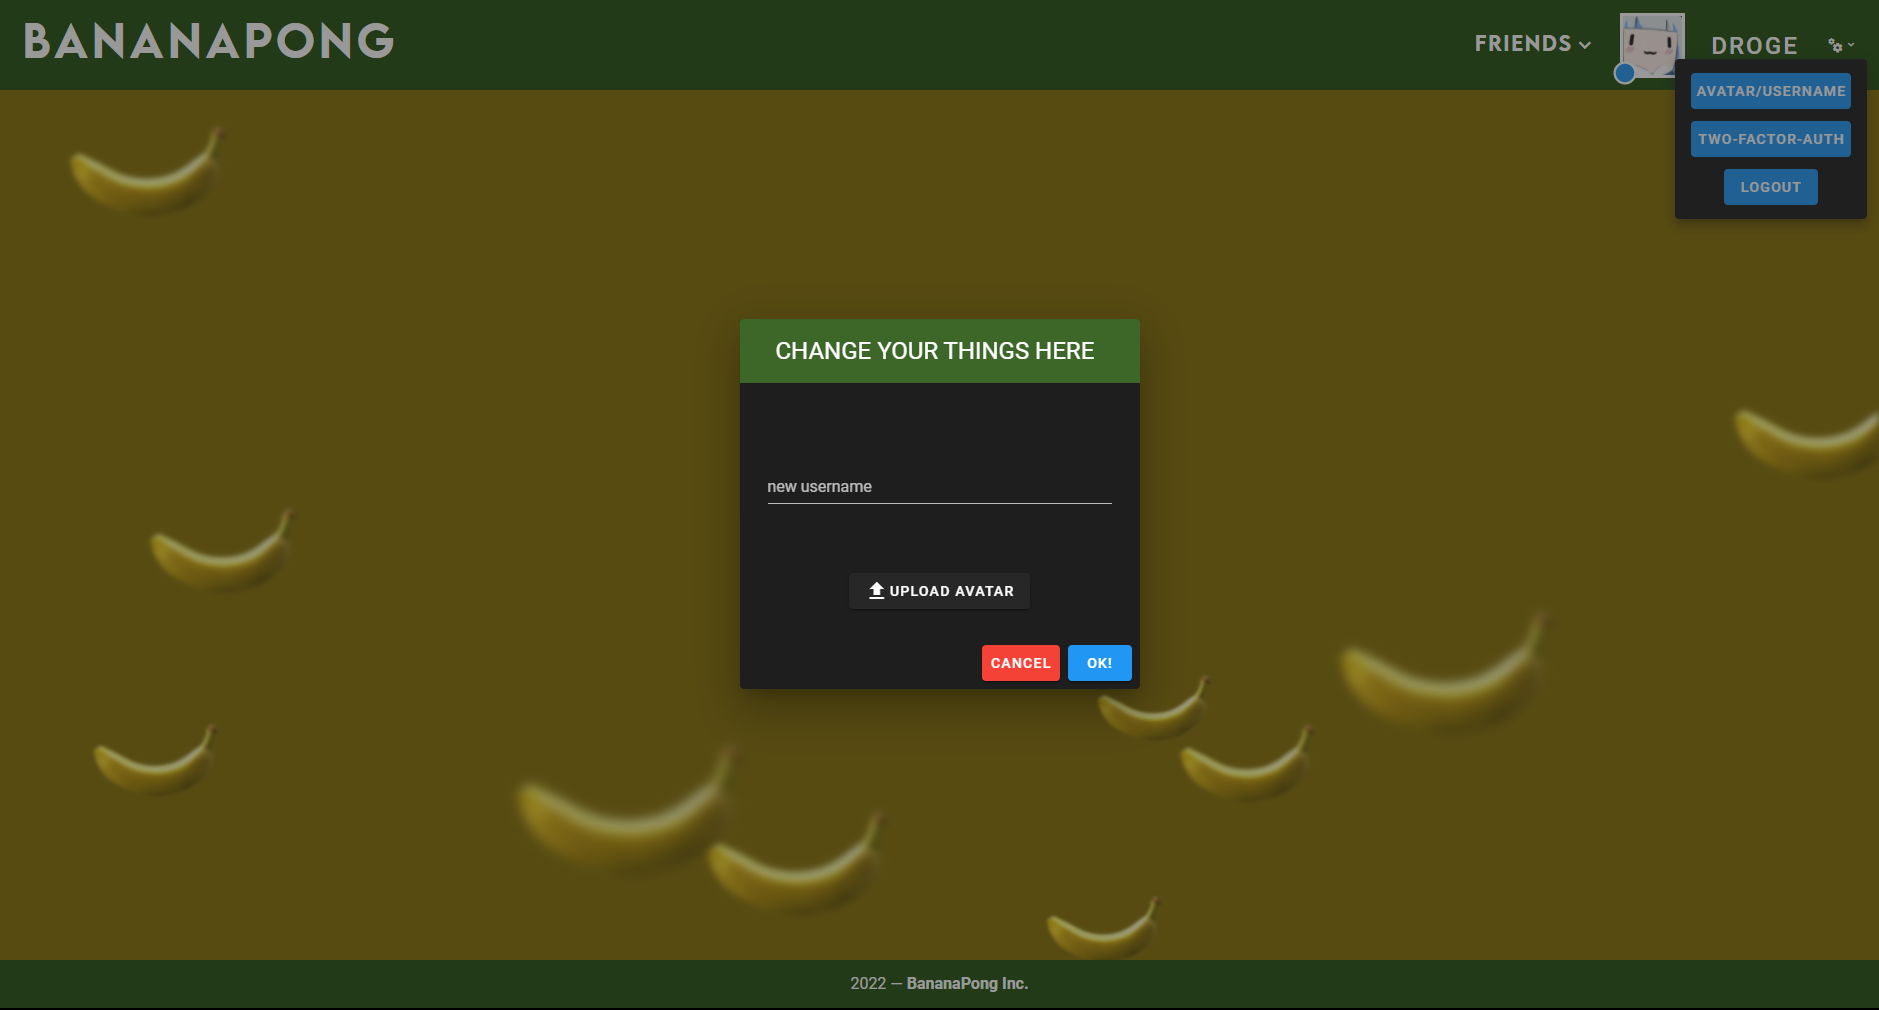 BANANAPONG
FRIENDS
DROGE
AVATAR/USERNAME
TWO-FACTOR-AUTH
LOGOUT
CHANGE YOUR THINGS HERE
new username
UPLOAD AVATAR
CANCEL
OK!
2022 — BananaPong Inc.